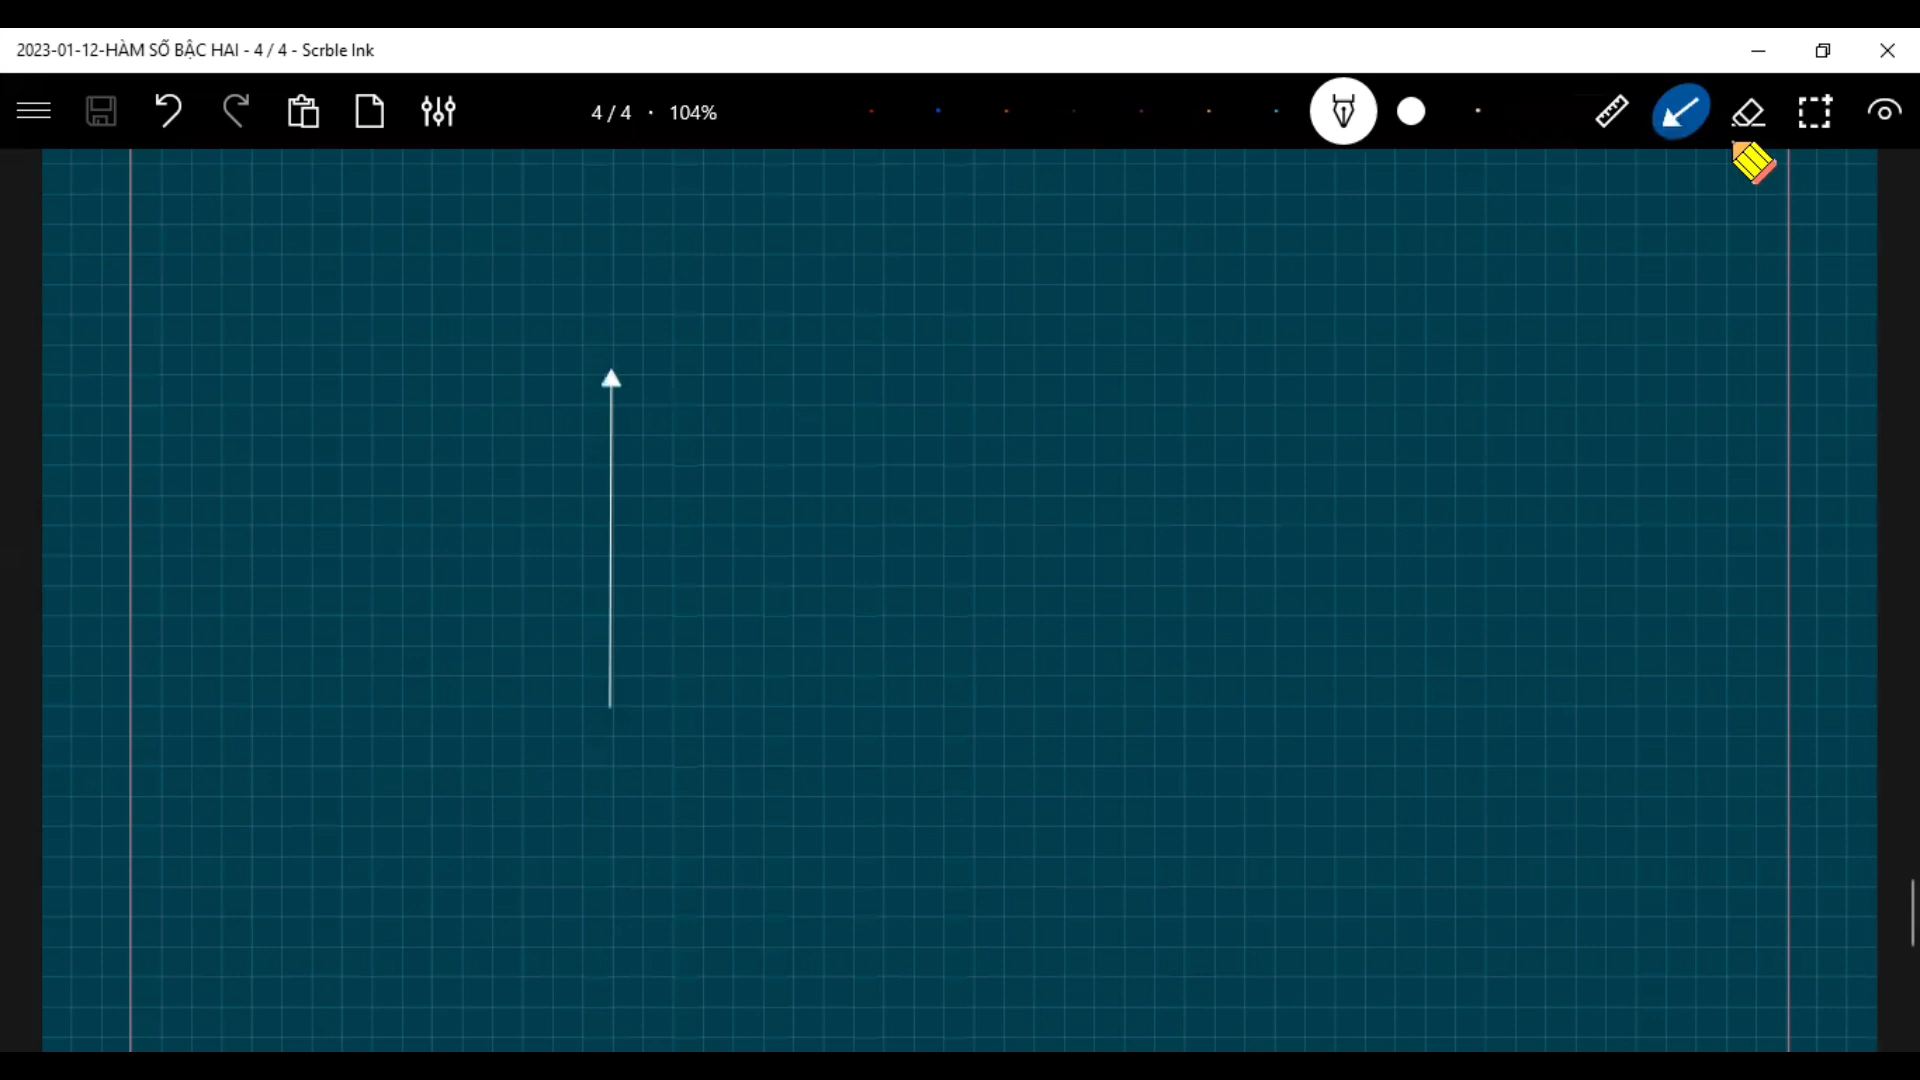 2023-01-12-HÀM SỐ BẬC HAI - 4 / 4 - Scrble Ink
4 / 4 · 104%